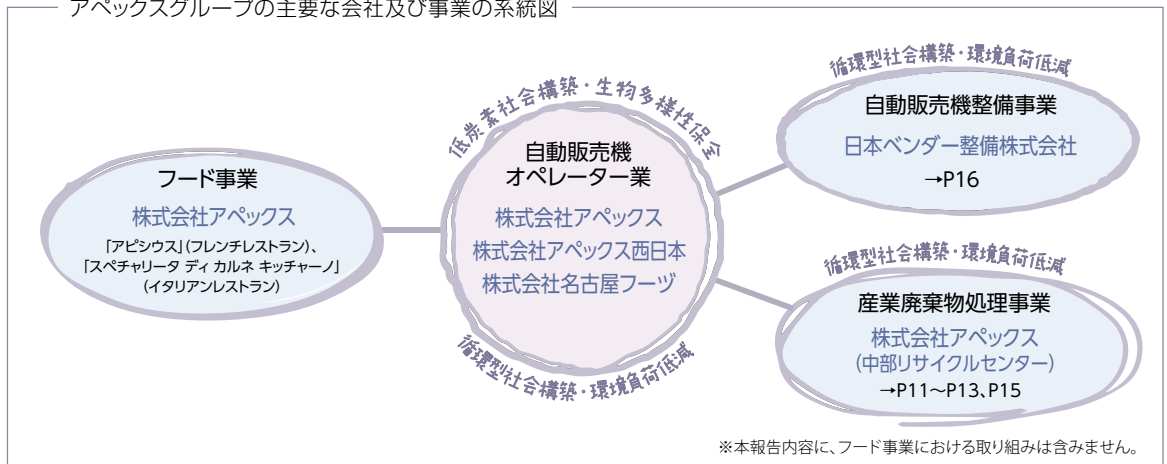 アペックスグループの主要な会社及び事業の系統図
フード事業
株式会社アペックス
「アピシウス」(フレンチレストラン)、
「スペチャリータ ディ カルネ キッチャーノ」
(イタリアンレストラン)
低炭素社会構築・生物多様性保全
自動販売機
オペレーター業
株式会社アペックス
株式会社アペックス西日本
株式会社名古屋フーヅ
循環型社会構築・環境負荷低減
循環型社会構築・環境負荷低減
自動販売機整備事業
日本ベンダー整備株式会社
→P16
循環型社会構築・環境負荷低減
産業廃棄物処理事業
株式会社アペックス
(中部リサイクルセンター)
→P11～P13、P15
※本報告内容に、フード事業における取り組みは含みません。